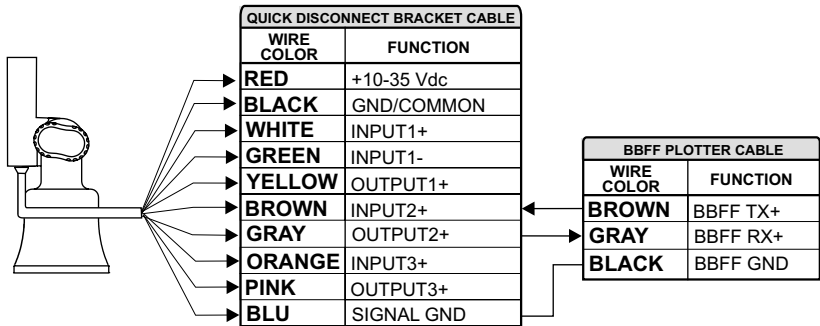 QUICK DISCONNECT BRACKET CABLE
WIRE COLOR FUNCTION
RED +10-35 Vdc
BLACK GND/COMMON
WHITE INPUT1+
GREEN INPUT1-
YELLOW OUTPUT1+
BROWN INPUT2+
GRAY OUTPUT2+
ORANGE INPUT3+
PINK OUTPUT3+
BLU SIGNAL GND
BBFF PLOTTER CABLE
WIRE COLOR FUNCTION
BROWN BBFF TX+
GRAY BBFF RX+
BLACK BBFF GND